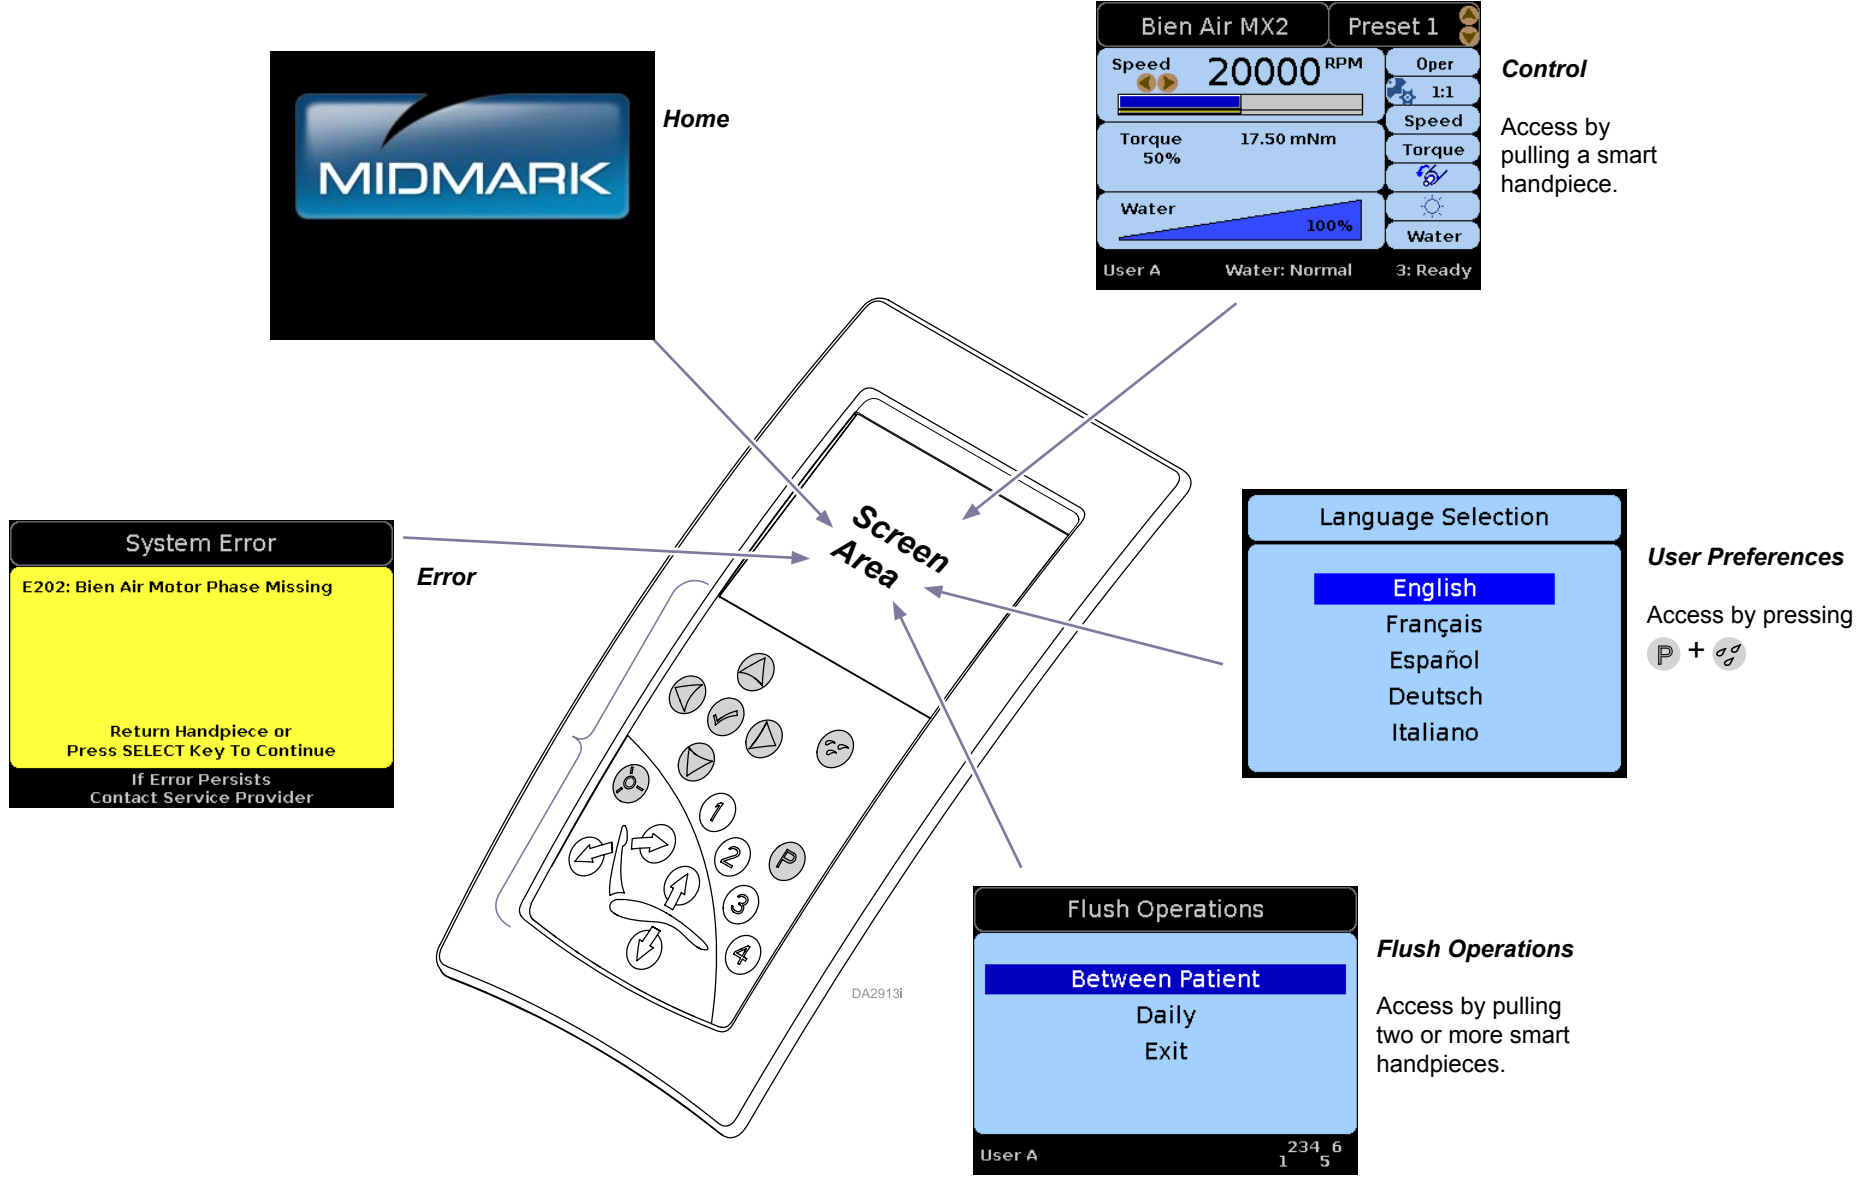 MIDMARK
Home
Bien Air MX2
Preset 1
Speed
20000 RPM
Torque
17.50 mNm
50%
Water
100%
Oper
1:1
Speed
Torque
Water
User A
Water: Normal
3: Ready
Control
Access by
pulling a smart
handpiece.
System Error
E202: Bien Air Motor Phase Missing
Return Handpiece or
Press SELECT Key To Continue
If Error Persists
Contact Service Provider
Error
Screen
Area
Language Selection
English
Français
Español
Deutsch
Italiano
User Preferences
Access by pressing
P +
1
2
P
3
4
DA2913i
Flush Operations
Between Patient
Daily
Exit
User A
1 234 5 6
Flush Operations
Access by pulling
two or more smart
handpieces.